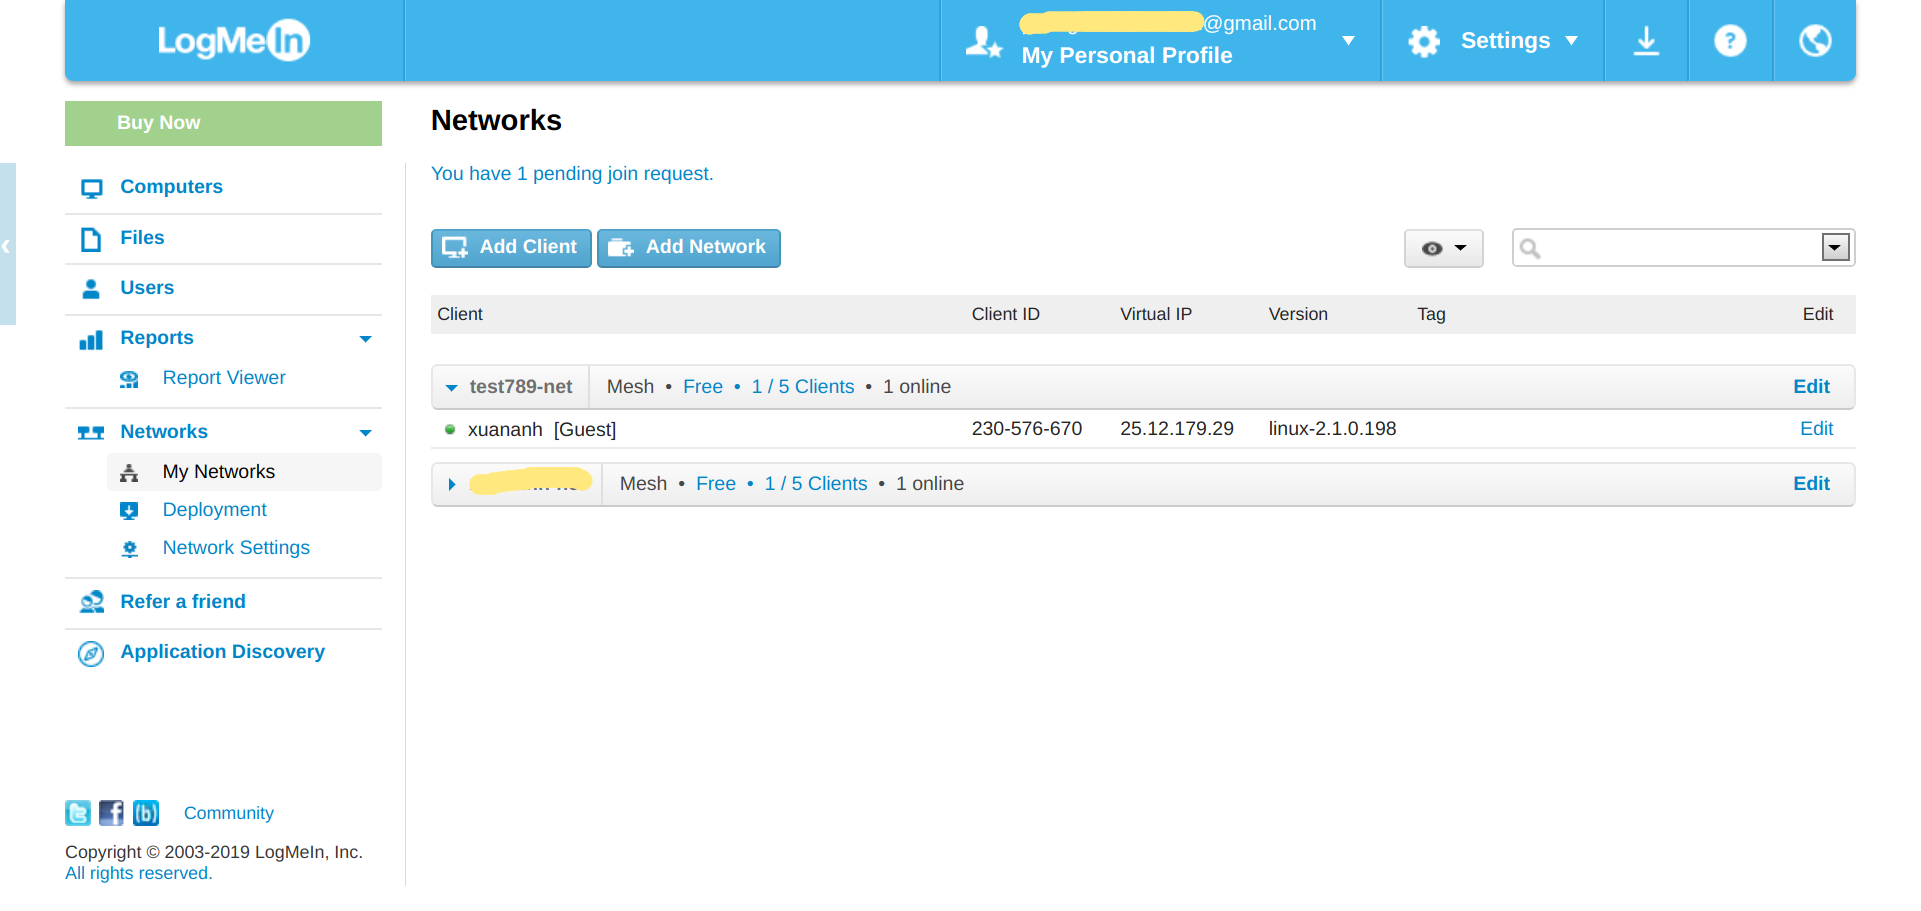 LogMeIn
@gmail.com
My Personal Profile
Settings
?
Buy Now
Computers
Files
Users
Reports
Report Viewer
Networks
My Networks
Deployment
Network Settings
Refer a friend
Application Discovery
Community
Copyright © 2003-2019 LogMeIn, Inc.
All rights reserved.
Networks
You have 1 pending join request.
Add Client Add Network
Client Client ID Virtual IP Version Tag Edit
test789-net Mesh • Free • 1 / 5 Clients • 1 online Edit
xuananh [Guest] 230-576-670 25.12.179.29 linux-2.1.0.198 Edit
Mesh • Free • 1 / 5 Clients • 1 online Edit